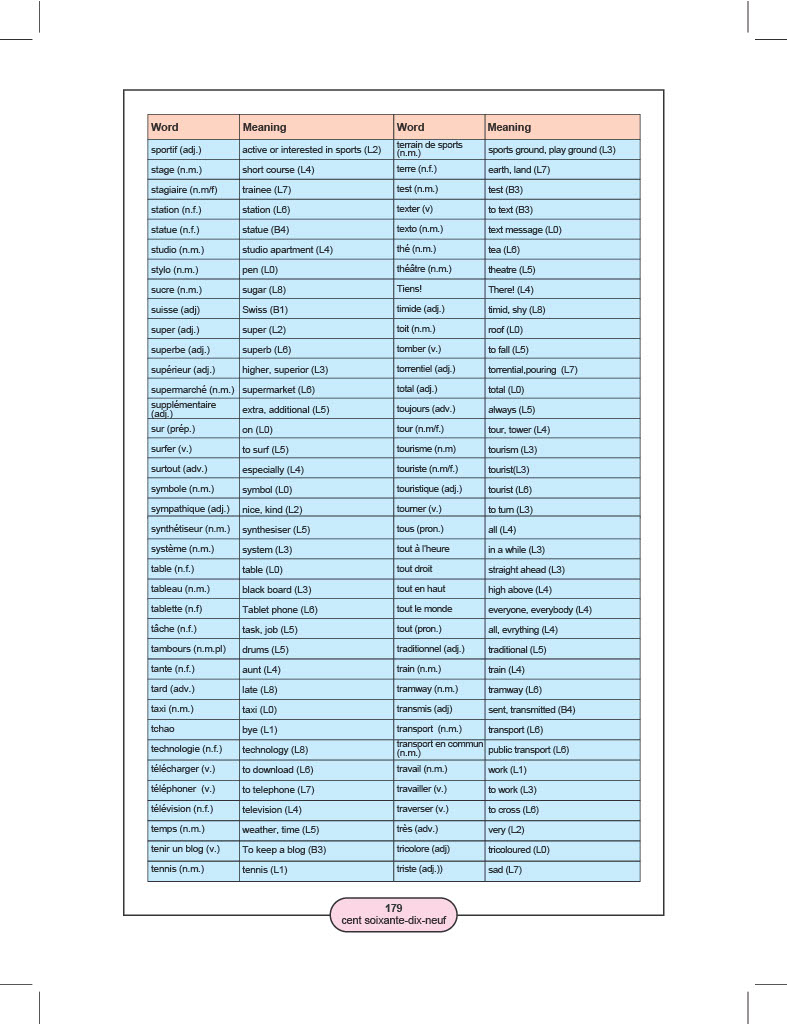 Word Meaning Word Meaning
sportif (adj.) active or interested in sports (L2) terrain de sports (n.m.) sports ground, play ground (L3)
stage (n.m.) short course (L4) terre (n.f.) earth, land (L7)
stagiaire (n.m/f) trainee (L7) test (n.m.) test (B3)
station (n.f.) station (L6) texter (v) to text (B3)
statue (n.f.) statue (B4) texto (n.m.) text message (L0)
studio (n.m.) studio apartment (L4) thé (n.m.) tea (L6)
stylo (n.m.) pen (L0) théâtre (n.m.) theatre (L5)
sucre (n.m.) sugar (L8) Tiens! There! (L4)
suisse (adj) Swiss (B1) timide (adj.) timid, shy (L8)
super (adj.) super (L2) toit (n.m.) roof (L0)
superbe (adj.) superb (L6) tomber (v.) to fall (L5)
supérieur (adj.) higher, superior (L3) torrentiel (adj.) torrential,pouring (L7)
supermarché (n.m.) supermarket (L6) total (adj.) total (L0)
supplémentaire (adj.) extra, additional (L5) toujours (adv.) always (L5)
sur (prép.) on (L0) tour (n.m/f.) tour, tower (L4)
surfer (v.) to surf (L5) tourisme (n.m) tourism (L3)
surtout (adv.) especially (L4) touriste (n.m/f.) tourist(L3)
symbole (n.m.) symbol (L0) touristique (adj.) tourist (L6)
sympathique (adj.) nice, kind (L2) tourner (v.) to turn (L3)
synthétiseur (n.m.) synthesiser (L5) tous (pron.) all (L4)
système (n.m.) system (L3) tout à l'heure in a while (L3)
table (n.f.) table (L0) tout droit straight ahead (L3)
tableau (n.m.) black board (L3) tout en haut high above (L4)
tablette (n.f) Tablet phone (L6) tout le monde everyone, everybody (L4)
tâche (n.f.) task, job (L5) tout (pron.) all, evrything (L4)
tambours (n.m.pl) drums (L5) traditionnel (adj.) traditional (L5)
tante (n.f.) aunt (L4) train (n.m.) train (L4)
tard (adv.) late (L8) tramway (n.m.) tramway (L6)
taxi (n.m.) taxi (L0) transmis (adj) sent, transmitted (B4)
tchao bye (L1) transport (n.m.) transport (L6)
technologie (n.f.) technology (L8) transport en commun (n.m.) public transport (L6)
télécharger (v.) to download (L6) travail (n.m.) work (L1)
téléphoner (v.) to telephone (L7) travailler (v.) to work (L3)
télévision (n.f.) television (L4) traverser (v.) to cross (L6)
temps (n.m.) weather, time (L5) très (adv.) very (L2)
tenir un blog (v.) To keep a blog (B3) tricolore (adj) tricoloured (L0)
tennis (n.m.) tennis (L1) triste (adj.)) sad (L7)
179
cent soixante-dix-neuf